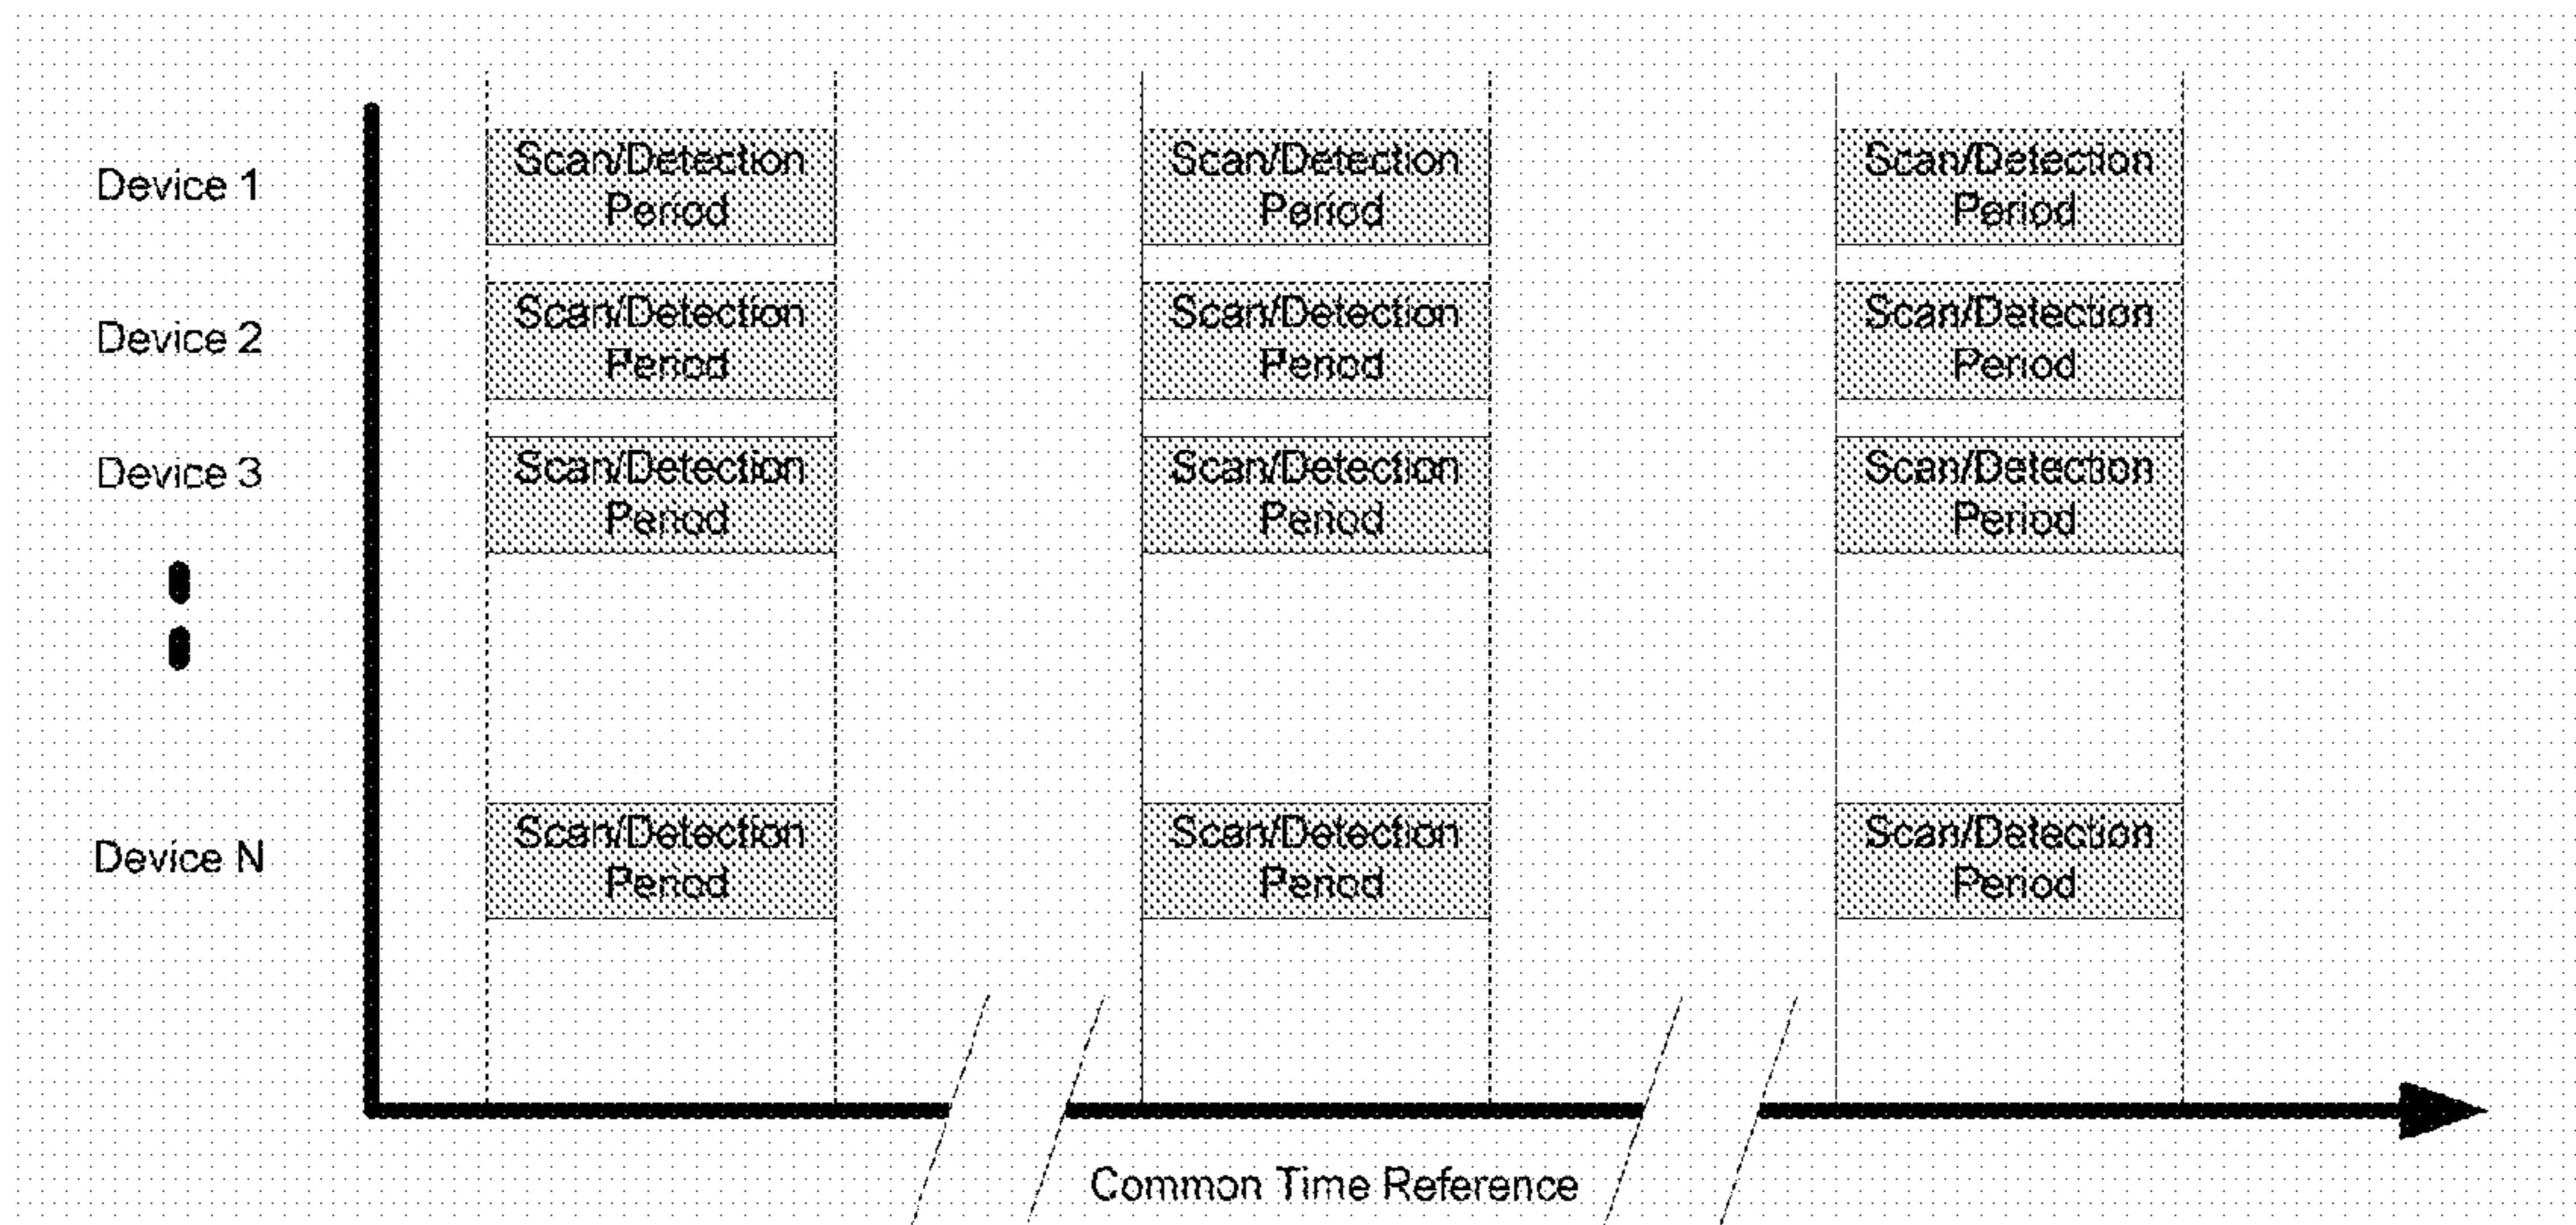 Device 1
Scan/Detection
Period
Scan/Detection
Period
Scan/Detection
Period
Device 2
Scan/Detection
Period
Scan/Detection
Period
Scan/Detection
Period
Device 3
Scan/Detection
Period
Scan/Detection
Period
Scan/Detection
Period
Device N
Scan/Detection
Period
Scan/Detection
Period
Scan/Detection
Period
Common Time Reference